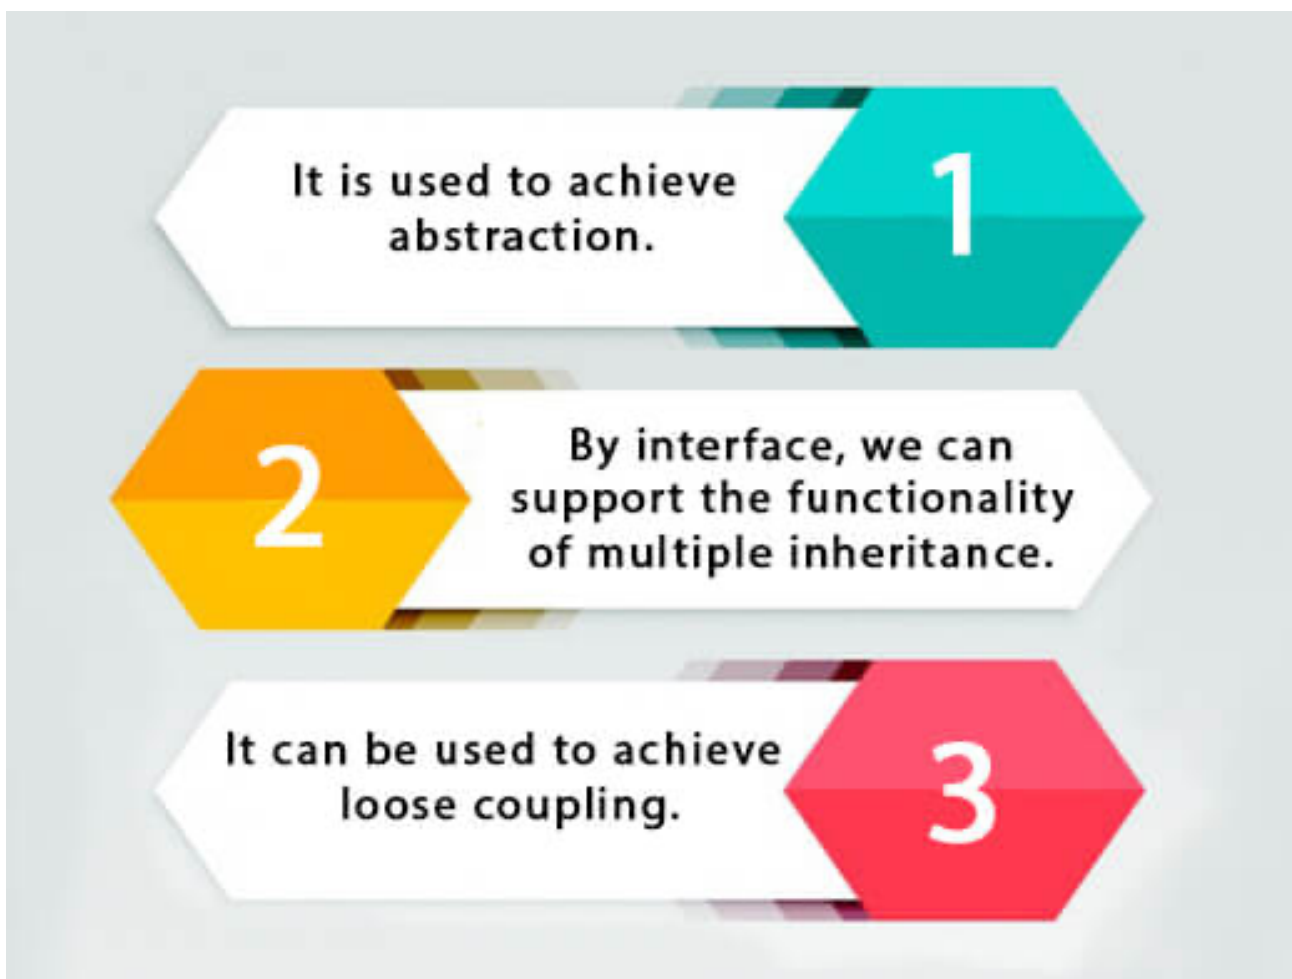 It is used to achieve
abstraction.
1
2
By interface, we can
support the functionality
of multiple inheritance.
It can be used to achieve
loose coupling.
3